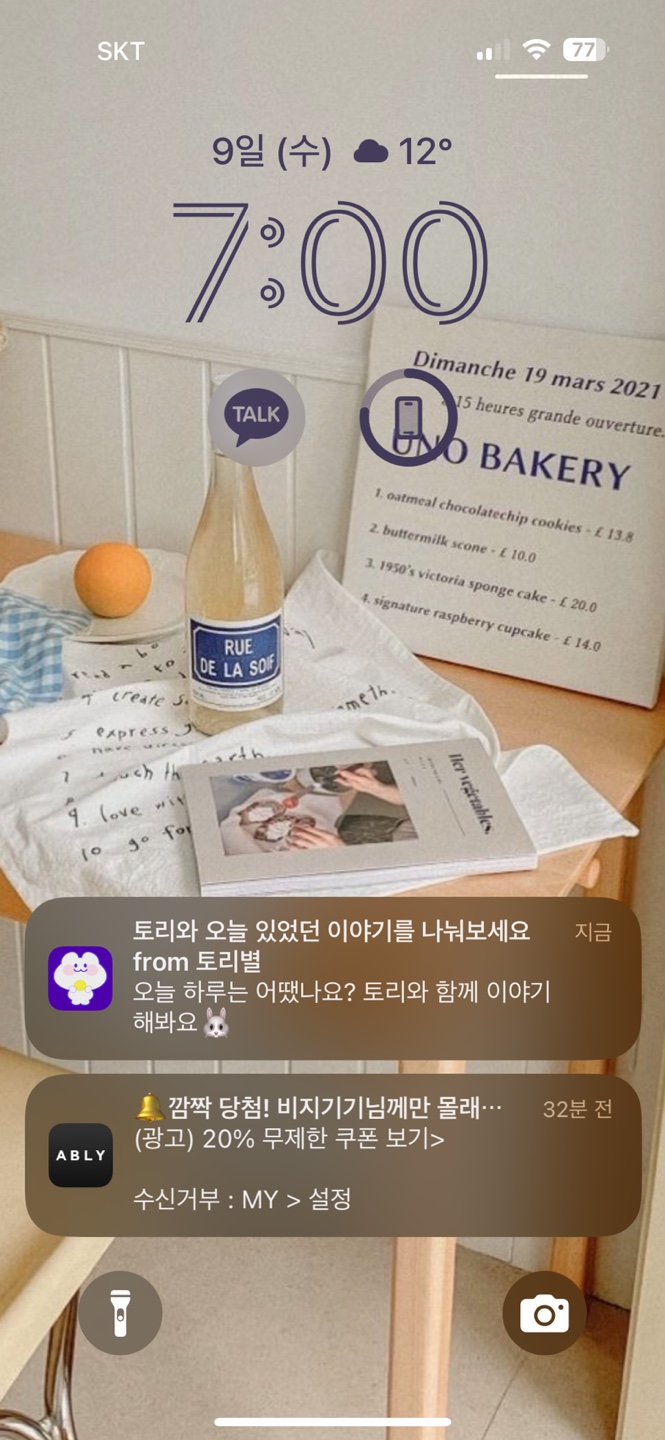 SKT
77
9일 (수) 12°
7:00
TALK
Dimanche 19 mars 2021
15 heures grande ouverture.
UNO BAKERY
1. oatmeal chocolatechip cookies - £ 13.8
2. buttermilk scone - £ 10.0
3. 1950's victoria sponge cake - £ 20.0
4. signature raspberry cupcake - £ 14.0
RUE
DE LA SOIF
create
express
earth
9. love
10 go for
Her vegetables.
토리와 오늘 있었던 이야기를 나눠보세요
from 토리별
지금
오늘 하루는 어땠나요? 토리와 함께 이야기
해봐요🐰
🔔깜짝 당첨! 비지기기님께만 몰래…
32분 전
ABLY
(광고) 20% 무제한 쿠폰 보기>
수신거부 : MY > 설정